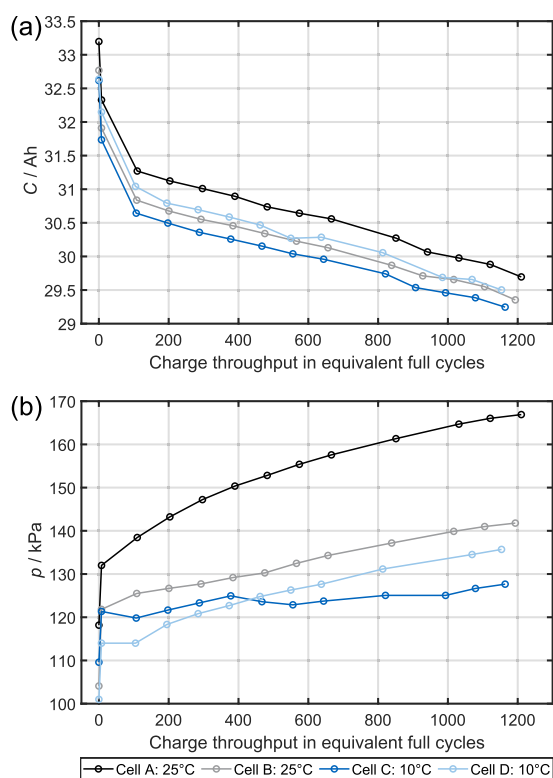 (a)
C / Ah
33.5
33
32.5
32
31.5
31
30.5
30
29.5
29
0 200 400 600 800 1000 1200
Charge throughput in equivalent full cycles
(b)
p / kPa
170
160
150
140
130
120
110
100
0 200 400 600 800 1000 1200
Charge throughput in equivalent full cycles
Cell A: 25°C Cell B: 25°C Cell C: 10°C Cell D: 10°C